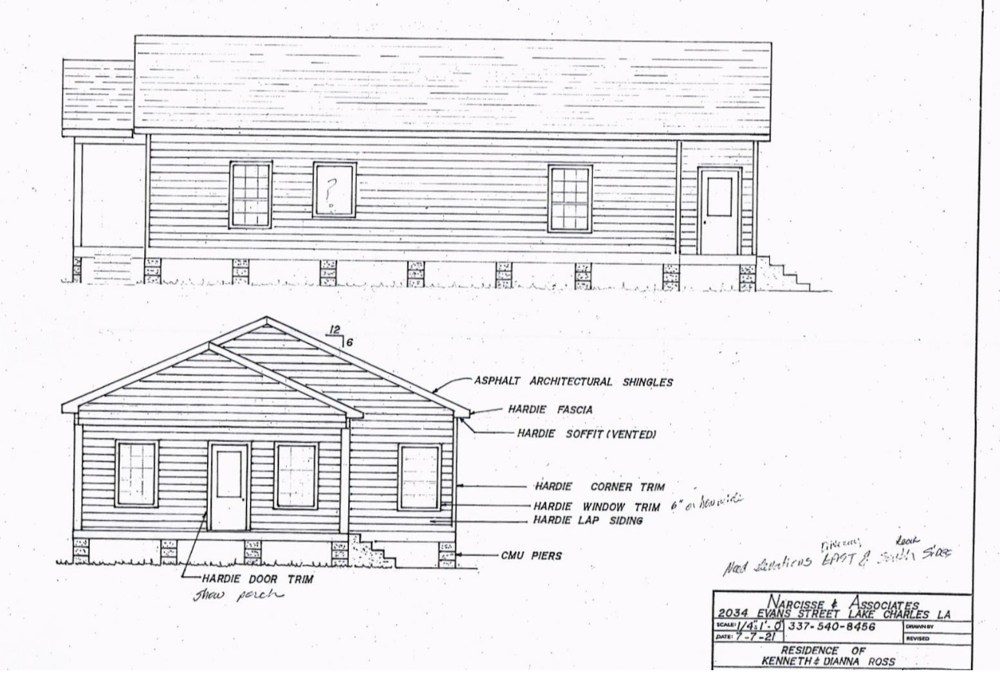 ?
12
6
ASPHALT ARCHITECTURAL SHINGLES
HARDIE FASCIA
HARDIE SOFFIT (VENTED)
HARDIE CORNER TRIM
HARDIE WINDOW TRIM 6" or how wide
HARDIE LAP SIDING
CMU PIERS
HARDIE DOOR TRIM
show porch
Rear
Need elevations EAST & South Sides
NARCISSE & ASSOCIATES
2034 EVANS STREET LAKE CHARLES LA
SCALE: 1/4"=1'-0" 337-540-8456 DRAWN BY
DATE: 7-7-21 REVISED
RESIDENCE OF
KENNETH & DIANNA ROSS